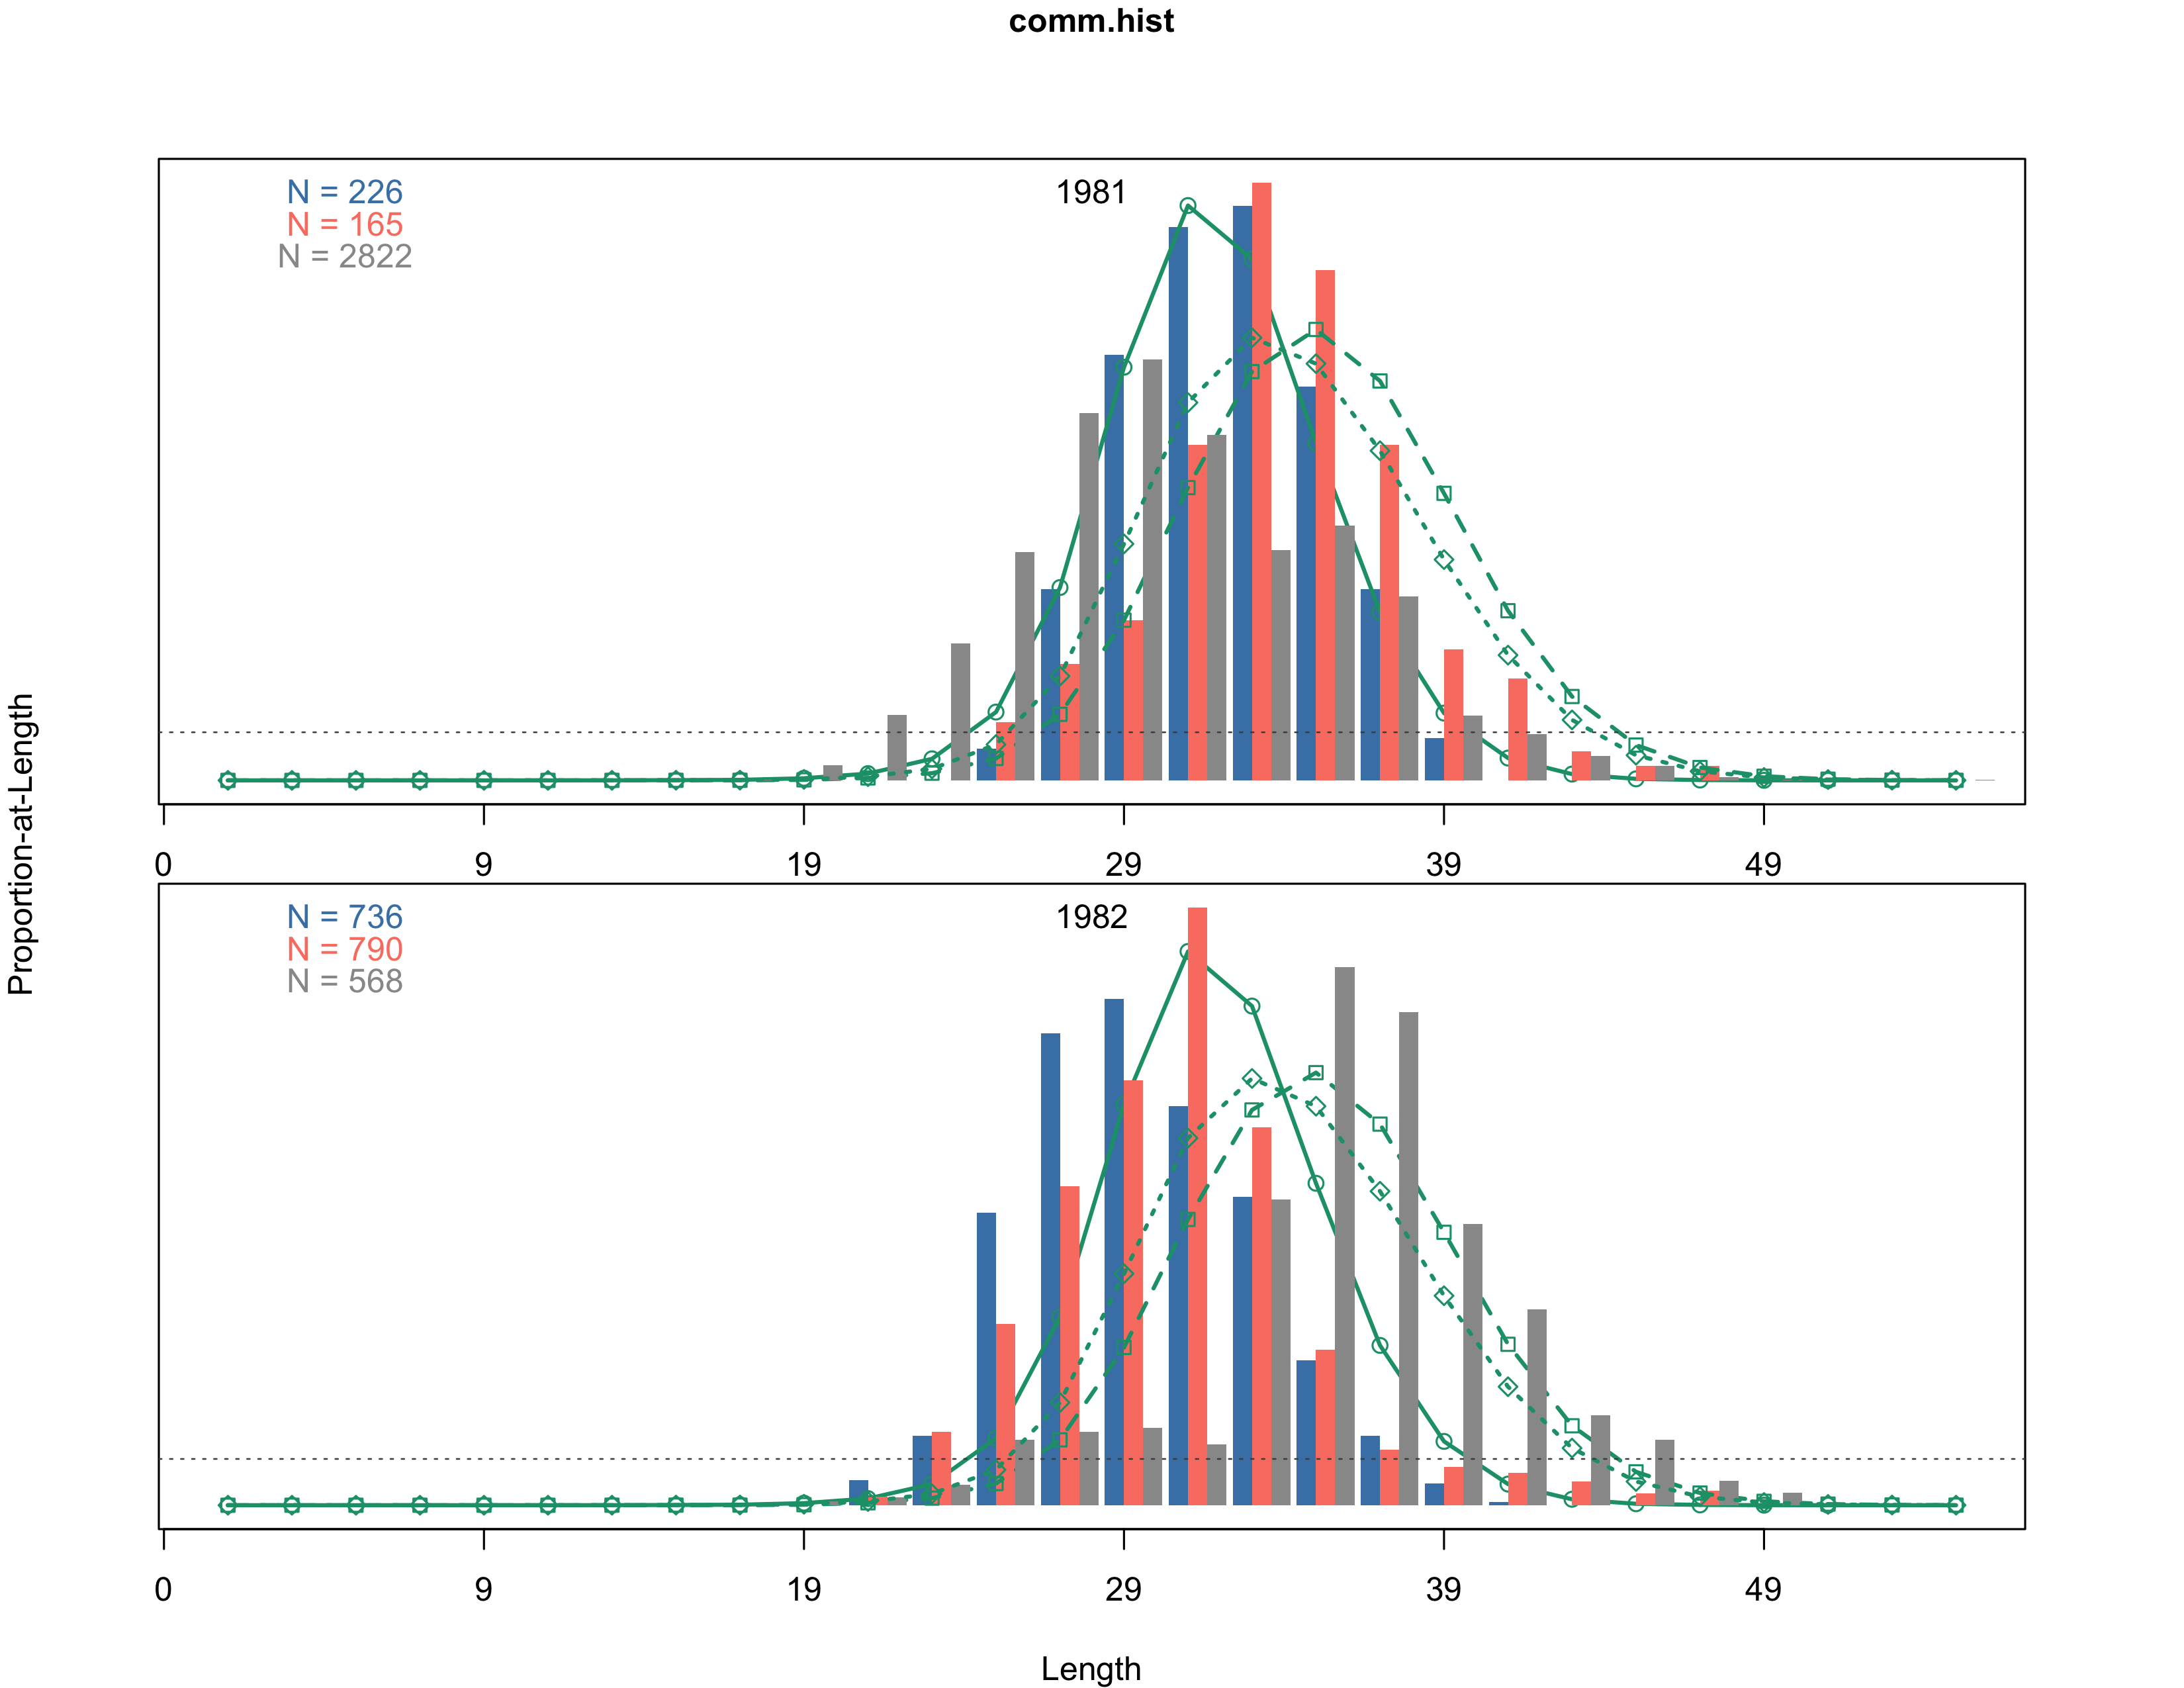 comm.hist
Proportion-at-Length
1981
N = 226
N = 165
N = 2822
0 9 19 29 39 49
1982
N = 736
N = 790
N = 568
0 9 19 29 39 49
Length